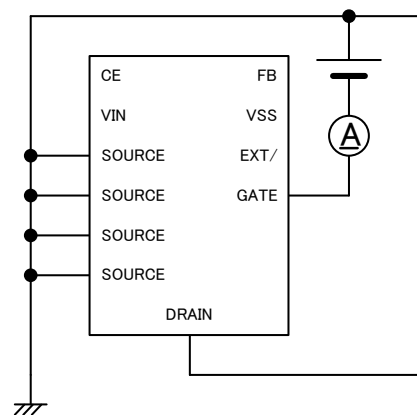 CE FB
VIN VSS
A
SOURCE EXT/
SOURCE GATE
SOURCE
SOURCE
DRAIN